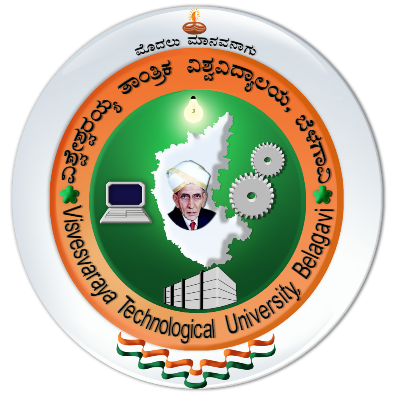 ಮೊದಲು ಮಾನವನಾಗು
ವಿಶ್ವೇಶ್ವರಯ್ಯ ತಾಂತ್ರಿಕ ವಿಶ್ವವಿದ್ಯಾಲಯ, ಬೆಳಗಾವಿ
Visvesvaraya Technological University, Belagavi